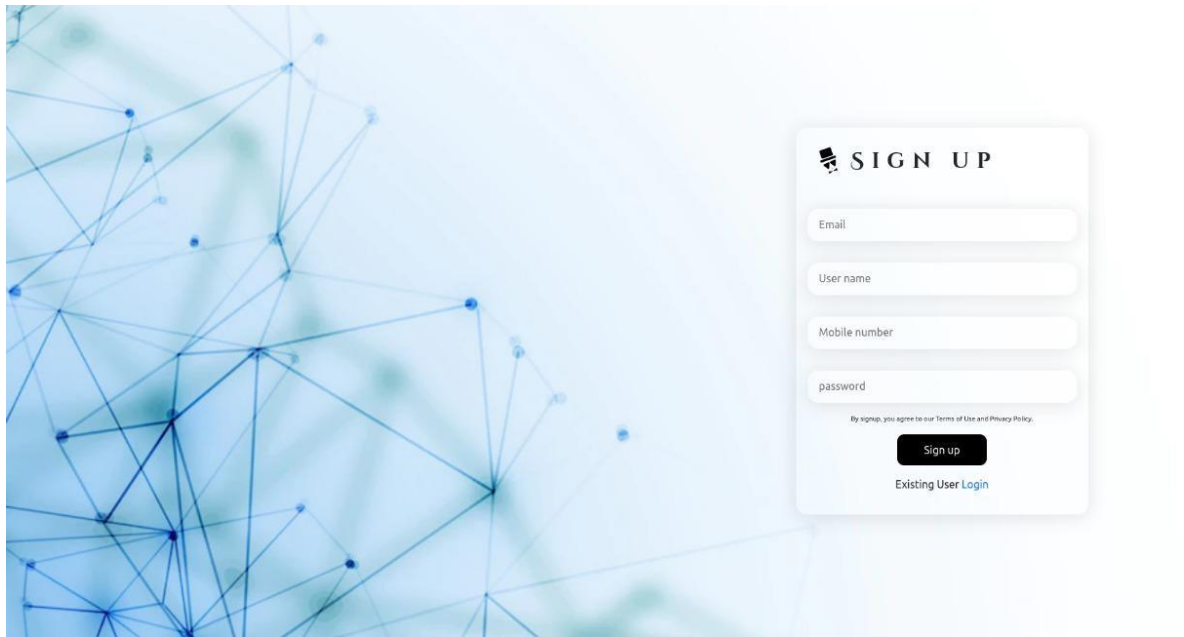 SIGN UP
Email
User name
Mobile number
password
By signup, you agree to our Terms of Use and Privacy Policy.
Sign up
Existing User Login